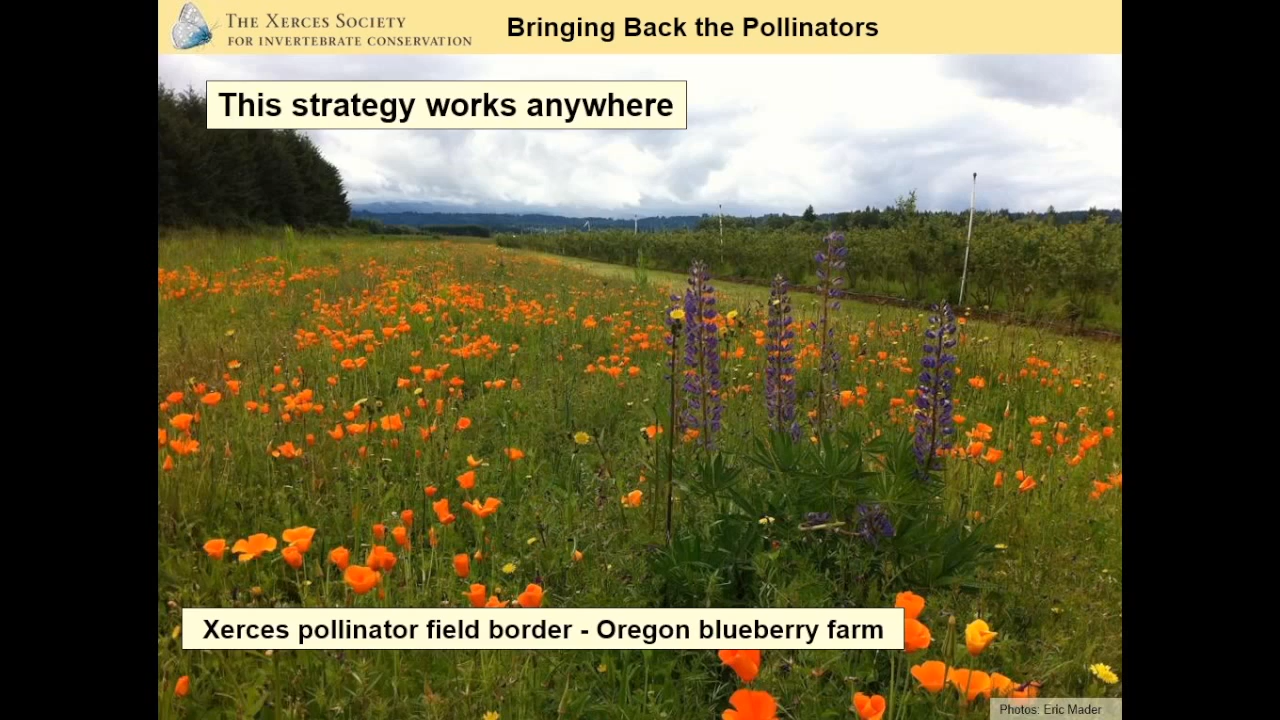 The Xerces Society
for Invertebrate Conservation
Bringing Back the Pollinators
This strategy works anywhere
Xerces pollinator field border - Oregon blueberry farm
Photos: Eric Mader